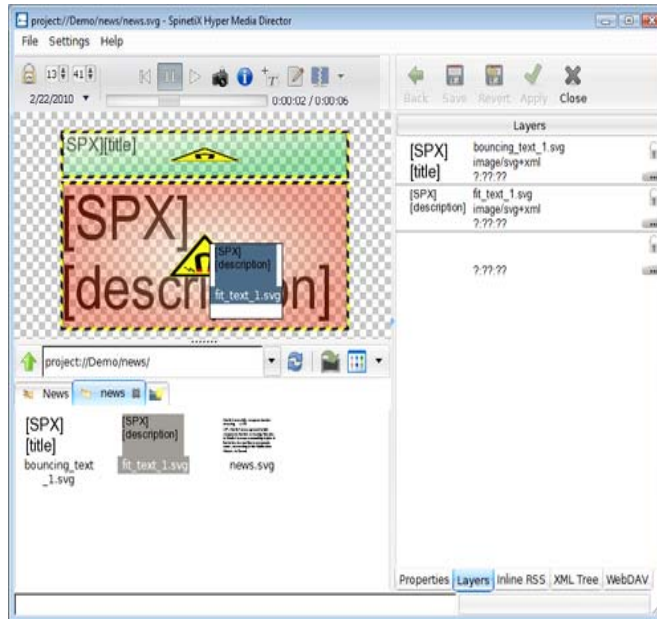 project://Demo/news/news.svg - SpinetiX Hyper Media Director
File Settings Help
13 41
2/22/2010
0:00:02 / 0:00:06
Back Save Revert Apply Close
Layers
[SPX][title]
[SPX]
[description]
[SPX]
[description]
fit_text_1.svg
[SPX]
[title]
bouncing_text_1.svg
image/svg+xml
?:??:??
[SPX]
[description]
fit_text_1.svg
image/svg+xml
?:??:??
?:??:??
project://Demo/news/
News news
[SPX]
[title]
bouncing_text
_1.svg
[SPX]
[description]
fit_text_1.svg
news.svg
Properties Layers Inline RSS XML Tree WebDAV